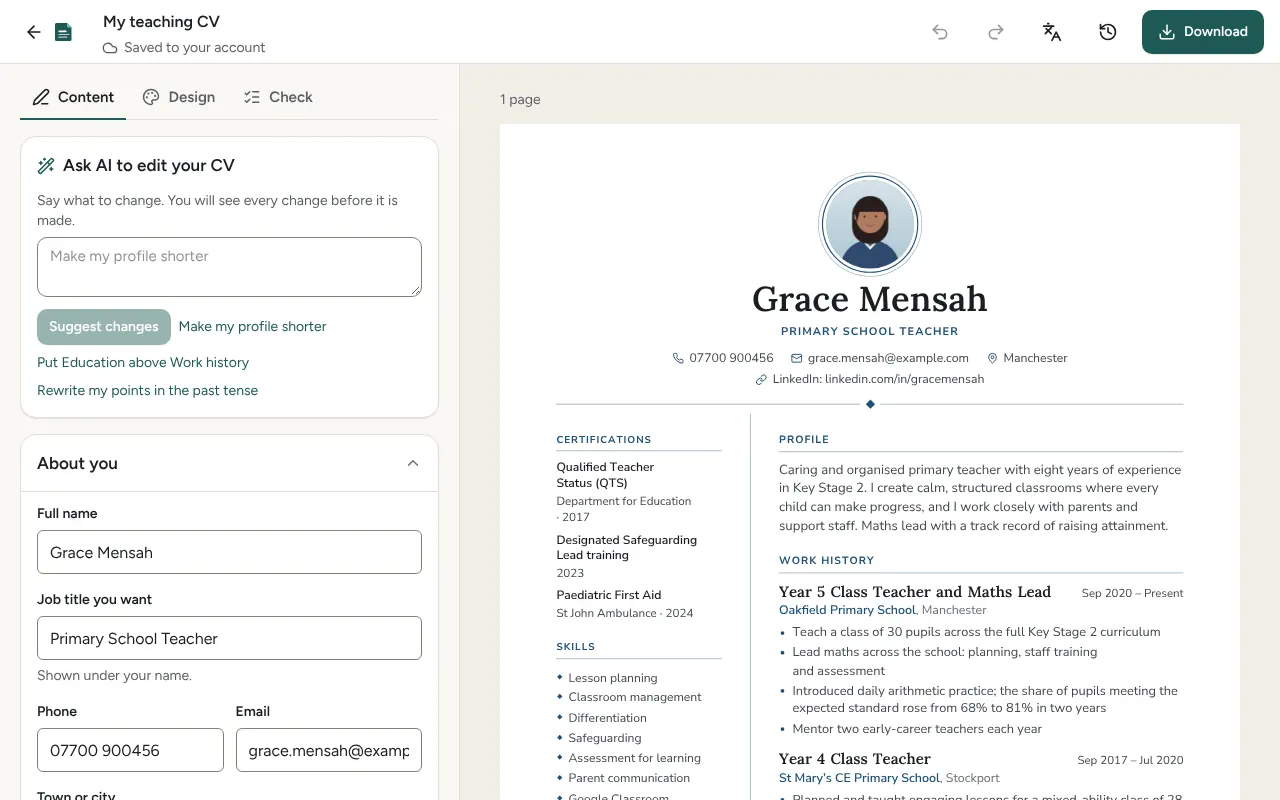 My teaching CV
Saved to your account
Download
Content
Design
Check
Ask AI to edit your CV
Say what to change. You will see every change before it is
made.
Make my profile shorter
Suggest changes
Make my profile shorter
Put Education above Work history
Rewrite my points in the past tense
About you
Full name
Grace Mensah
Job title you want
Primary School Teacher
Shown under your name.
Phone
Email
07700 900456
grace.mensah@examp
Town or city
1 page
Grace Mensah
PRIMARY SCHOOL TEACHER
07700 900456 grace.mensah@example.com Manchester
LinkedIn: linkedin.com/in/gracemensah
CERTIFICATIONS
Qualified Teacher
Status (QTS)
Department for Education
· 2017
Designated Safeguarding
Lead training
2023
Paediatric First Aid
St John Ambulance · 2024
SKILLS
Lesson planning
Classroom management
Differentiation
Safeguarding
Assessment for learning
Parent communication
Google Classroom
PROFILE
Caring and organised primary teacher with eight years of experience
in Key Stage 2. I create calm, structured classrooms where every
child can make progress, and I work closely with parents and
support staff. Maths lead with a track record of raising attainment.
WORK HISTORY
Year 5 Class Teacher and Maths Lead Sep 2020 – Present
Oakfield Primary School, Manchester
• Teach a class of 30 pupils across the full Key Stage 2 curriculum
• Lead maths across the school: planning, staff training
and assessment
• Introduced daily arithmetic practice; the share of pupils meeting the
expected standard rose from 68% to 81% in two years
• Mentor two early-career teachers each year
Year 4 Class Teacher Sep 2017 – Jul 2020
St Mary's CE Primary School, Stockport
• Planned and taught engaging lessons for a mixed-ability class of 28